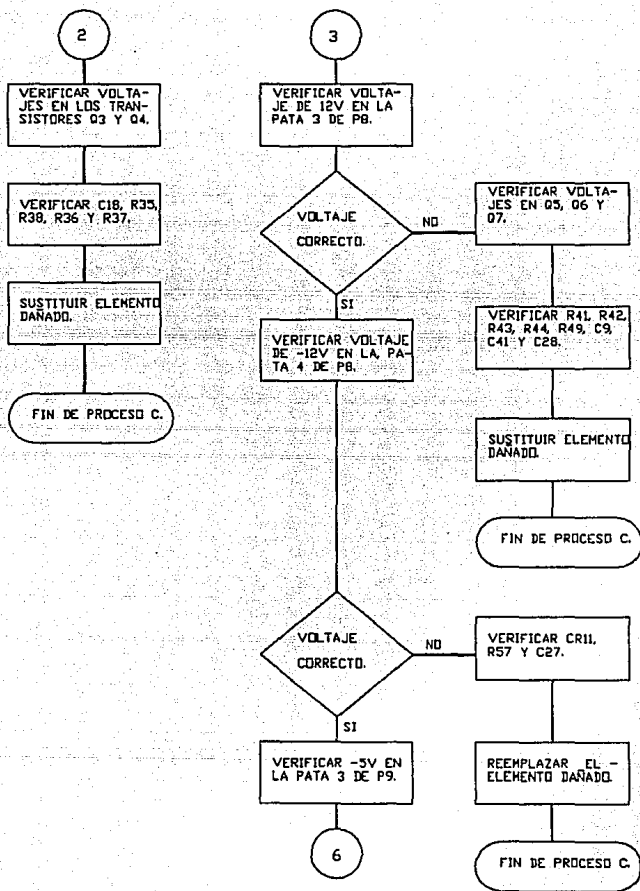 2
VERIFICAR VOLTA-
JES EN LOS TRAN-
SISTORES Q3 Y Q4.
VERIFICAR C18, R35,
R38, R36 Y R37.
SUSTITUIR ELEMENTO
DAÑADO.
FIN DE PROCESO C.
3
VERIFICAR VOLTA-
JE DE 12V EN LA
PATA 3 DE P8.
VOLTAJE
CORRECTO.
NO
VERIFICAR VOLTA-
JES EN Q5, Q6 Y
Q7.
VERIFICAR R41, R42,
R43, R44, R49, C9,
C41 Y C28.
SUSTITUIR ELEMENTO
DAÑADO.
FIN DE PROCESO C.
SI
VERIFICAR VOLTAJE
DE -12V EN LA, PA-
TA 4 DE P8.
VOLTAJE
CORRECTO.
NO
VERIFICAR CR11,
R57 Y C27.
REEMPLAZAR EL -
ELEMENTO DAÑADO.
FIN DE PROCESO C.
SI
VERIFICAR -5V EN
LA PATA 3 DE P9.
6